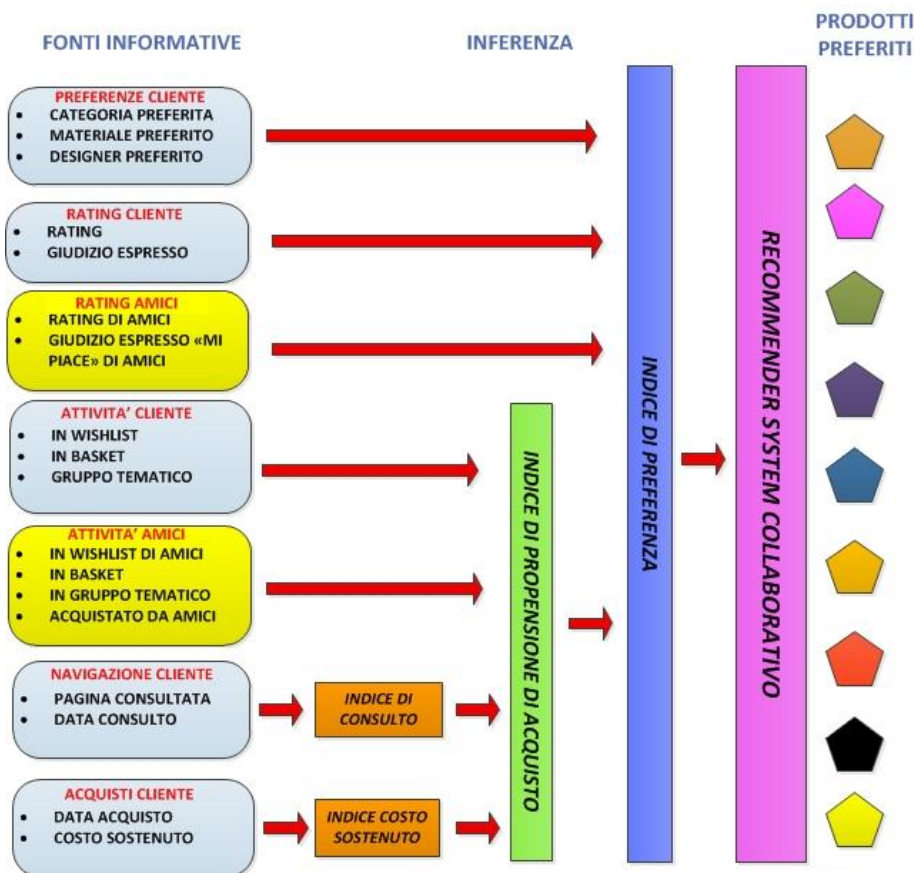 FONTI INFORMATIVE
INFERENZA
PRODOTTI
PREFERITI
PREFERENZE CLIENTE
• CATEGORIA PREFERITA
• MATERIALE PREFERITO
• DESIGNER PREFERITO
RATING CLIENTE
• RATING
• GIUDIZIO ESPRESSO
RATING AMICI
• RATING DI AMICI
• GIUDIZIO ESPRESSO «MI
PIACE» DI AMICI
ATTIVITA’ CLIENTE
• IN WISHLIST
• IN BASKET
• GRUPPO TEMATICO
ATTIVITA’ AMICI
• IN WISHLIST DI AMICI
• IN BASKET
• IN GRUPPO TEMATICO
• ACQUISTATO DA AMICI
NAVIGAZIONE CLIENTE
• PAGINA CONSULTATA
• DATA CONSULTO
INDICE DI
CONSULTO
ACQUISTI CLIENTE
• DATA ACQUISTO
• COSTO SOSTENUTO
INDICE COSTO
SOSTENUTO
INDICE DI PROPENSIONE DI ACQUISTO
INDICE DI PREFERENZA
RECOMMENDER SYSTEM COLLABORATIVO